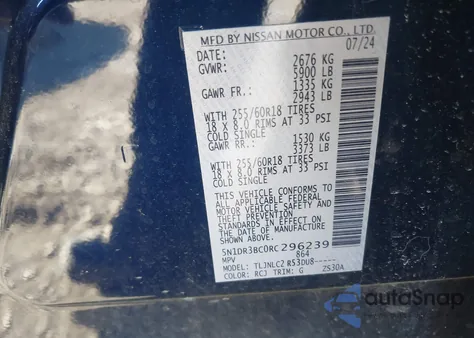 MFD BY NISSAN MOTOR CO., LTD.
DATE: 07/24
GVWR: 2676 KG
5900 LB
GAWR FR.: 1335 KG
2943 LB
WITH 255/60R18 TIRES
18 X 8.0 RIMS AT 33 PSI
COLD SINGLE
GAWR RR.: 1530 KG
3373 LB
WITH 255/60R18 TIRES
18 X 8.0 RIMS AT 33 PSI
COLD SINGLE
THIS VEHICLE CONFORMS TO
ALL APPLICABLE FEDERAL
MOTOR VEHICLE SAFETY AND
THEFT PREVENTION
STANDARDS IN EFFECT ON
THE DATE OF MANUFACTURE
5N1DR3BC0RC296239
MPV 864
MODEL: TLJNLC2 RS3DU8-----
COLOR: RCJ TRIM: G ZS30A
autoSnap